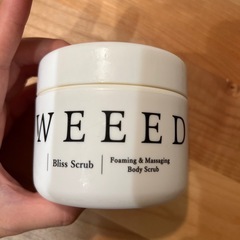 WEEED
Bliss Scrub
Foaming & Massaging
Body Scrub